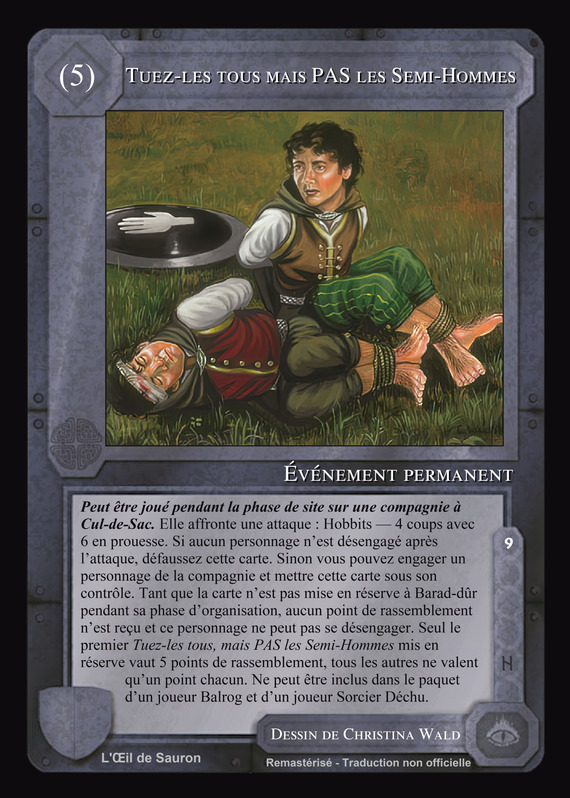 (5)
Tuez-les tous mais PAS les Semi-Hommes
Événement permanent
Peut être joué pendant la phase de site sur une compagnie à
Cul-de-Sac. Elle affronte une attaque : Hobbits — 4 coups avec
6 en prouesse. Si aucun personnage n'est désengagé après
l'attaque, défaussez cette carte. Sinon vous pouvez engager un
personnage de la compagnie et mettre cette carte sous son
contrôle. Tant que la carte n'est pas mise en réserve à Barad-dûr
pendant sa phase d'organisation, aucun point de rassemblement
n'est reçu et ce personnage ne peut pas se désengager. Seul le
premier Tuez-les tous, mais PAS les Semi-Hommes mis en
réserve vaut 5 points de rassemblement, tous les autres ne valent
qu'un point chacun. Ne peut être inclus dans le paquet
d'un joueur Balrog et d'un joueur Sorcier Déchu.
9
Dessin de Christina Wald
L'Œil de Sauron
Remastérisé - Traduction non officielle